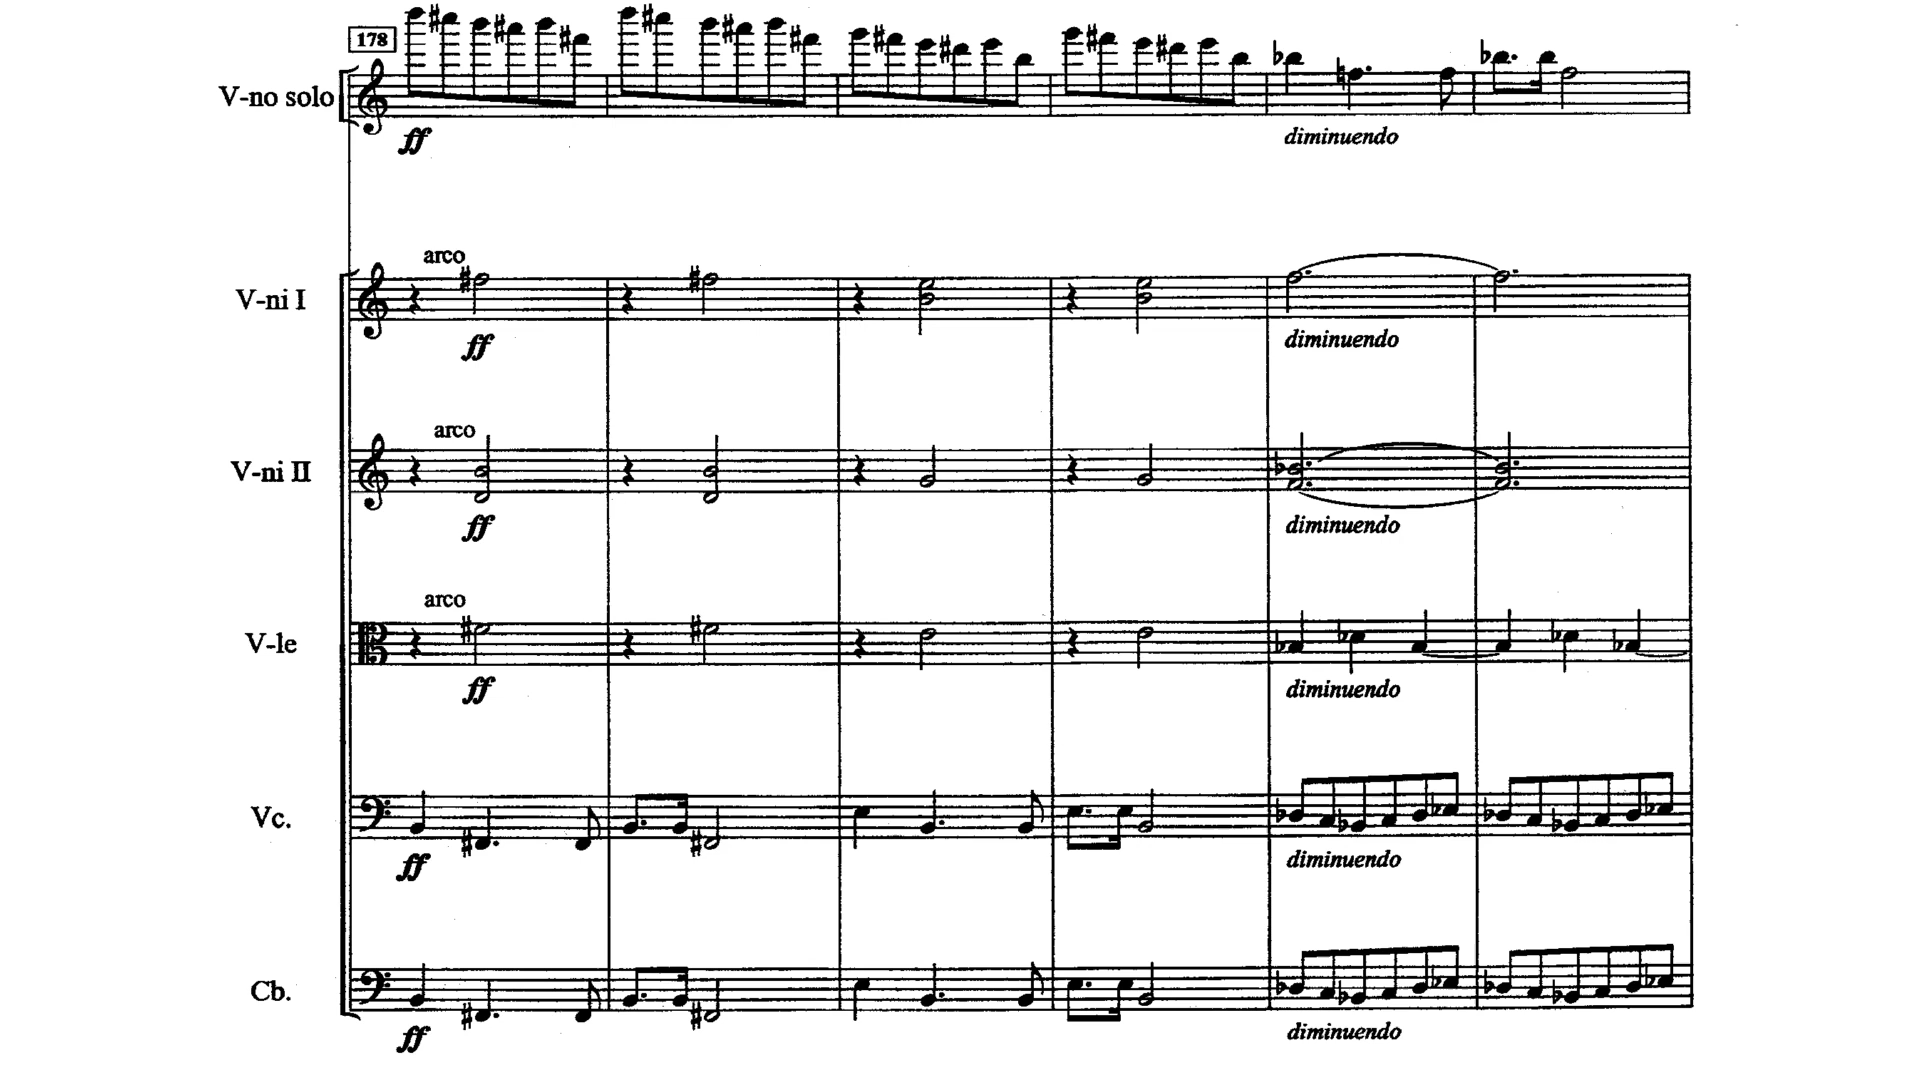 178
V-no solo
ff
diminuendo
arco
V-ni I
ff
diminuendo
arco
V-ni II
ff
diminuendo
arco
V-le
ff
diminuendo
Vc.
ff
diminuendo
Cb.
ff
diminuendo